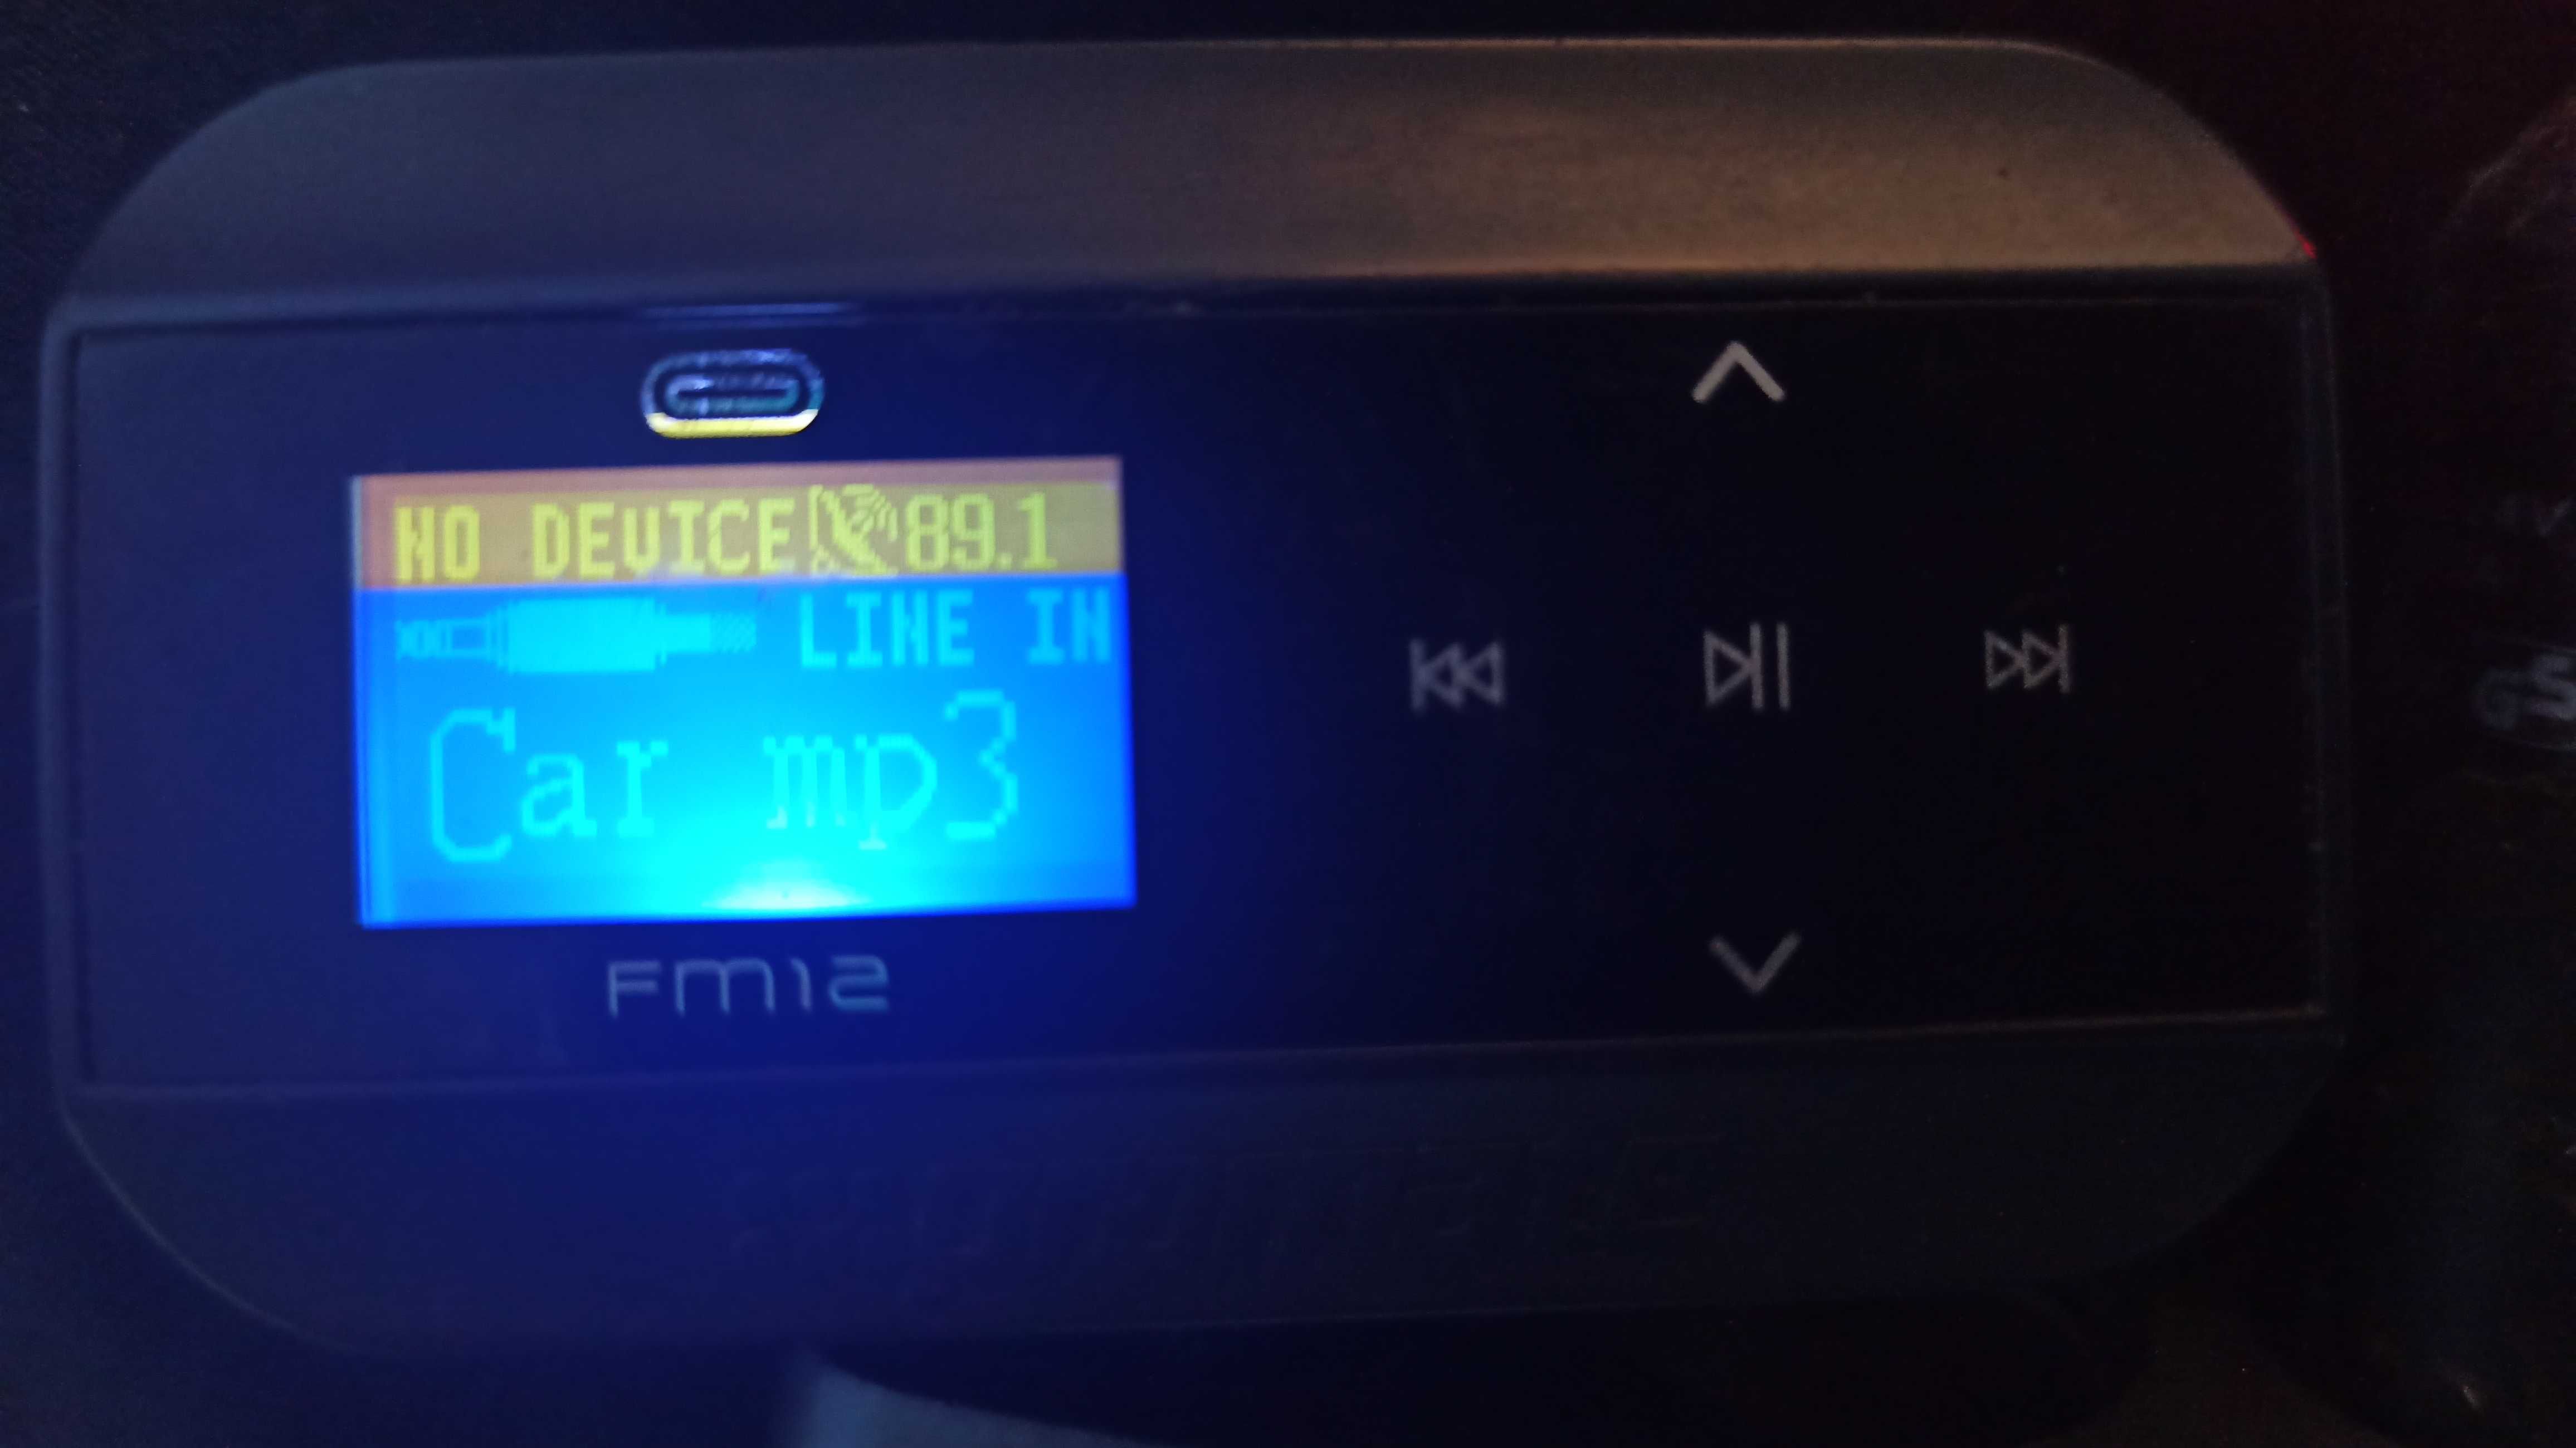 NO DEVICE 89.1
LINE IN
Car mp3
FM12